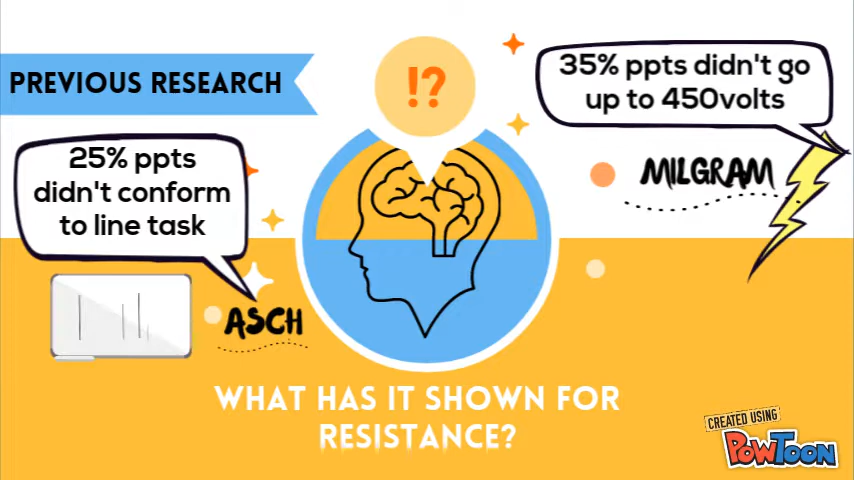 PREVIOUS RESEARCH
!?
35% ppts didn't go
up to 450volts
MILGRAM
25% ppts
didn't conform
to line task
ASCH
WHAT HAS IT SHOWN FOR
RESISTANCE?
CREATED USING
POWTOON